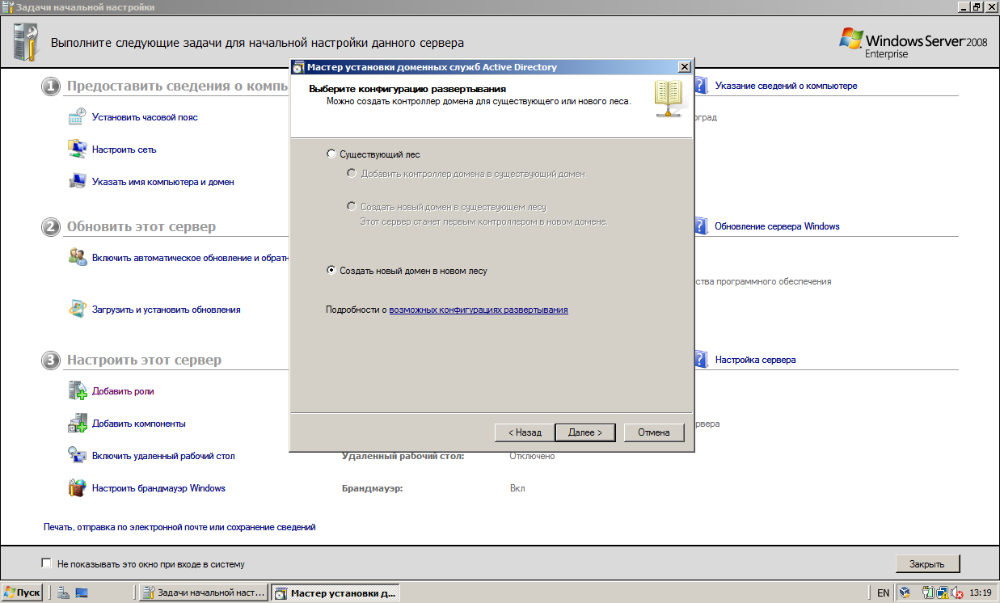 Задачи начальной настройки
Выполните следующие задачи для начальной настройки данного сервера
Windows Server 2008
Enterprise
1 Предоставить сведения о компь
Указание сведений о компьютере
Установить часовой пояс
оград
Настроить сеть
Указать имя компьютера и домен
2 Обновить этот сервер
Обновление сервера Windows
Включить автоматическое обновление и обратн
ства программного обеспечения
Загрузить и установить обновления
3 Настроить этот сервер
Настройка сервера
Добавить роли
Добавить компоненты
рвера
Включить удаленный рабочий стол
Удаленный рабочий стол:
Отключено
Настроить брандмауэр Windows
Брандмауэр:
Вкл
Печать, отправка по электронной почте или сохранение сведений
Не показывать это окно при входе в систему
Закрыть
Мастер установки доменных служб Active Directory
Выберите конфигурацию развертывания
Можно создать контроллер домена для существующего или нового леса.
Существующий лес
Добавить контроллер домена в существующий домен
Создать новый домен в существующем лесу
Этот сервер станет первым контроллером в новом домене.
Создать новый домен в новом лесу
Подробности о возможных конфигурациях развертывания
< Назад
Далее >
Отмена
Пуск
Задачи начальной наст...
Мастер установки д...
EN
13:19